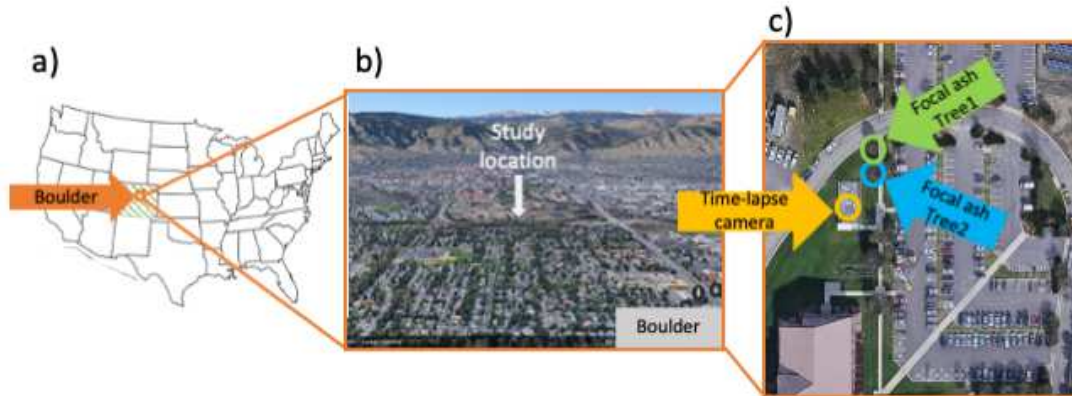 a)
b)
c)
Boulder
Study
location
Boulder
Time-lapse
camera
Focal ash
Tree1
Focal ash
Tree2